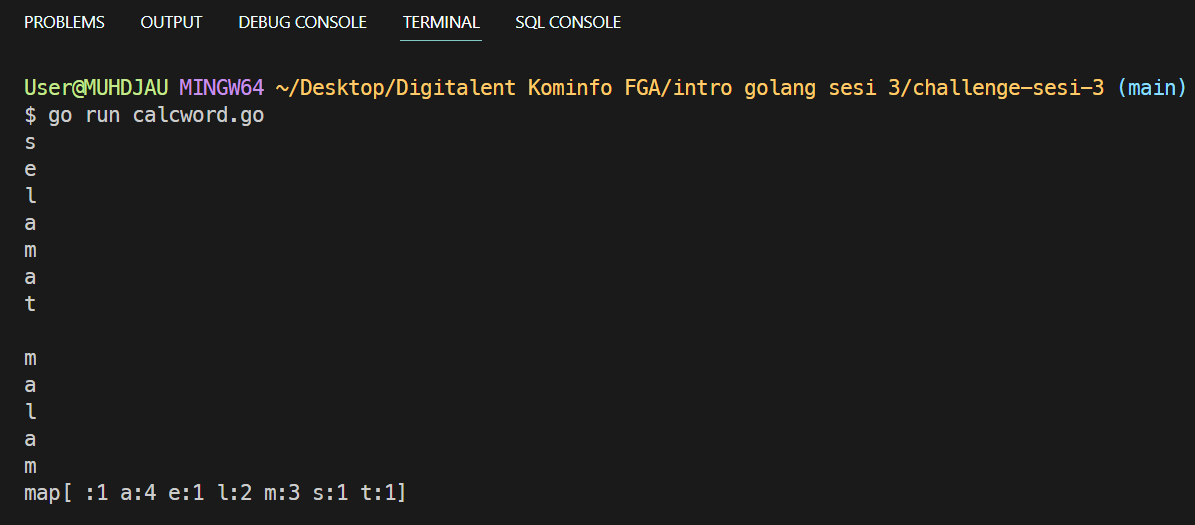 PROBLEMS OUTPUT DEBUG CONSOLE TERMINAL SQL CONSOLE
User@MUHDJAU MINGW64 ~/Desktop/Digitalent Kominfo FGA/intro golang sesi 3/challenge-sesi-3 (main)
$ go run calcword.go
s
e
l
a
m
a
t

m
a
l
a
m
map[ :1 a:4 e:1 l:2 m:3 s:1 t:1]